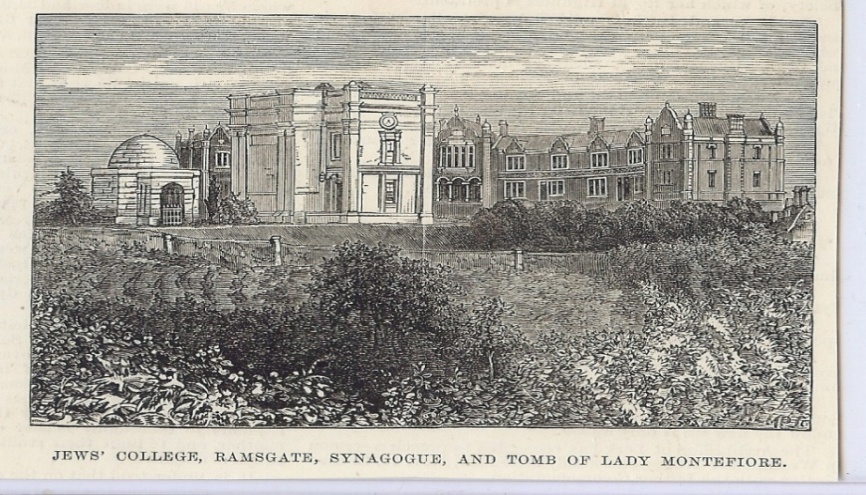 JEWS' COLLEGE, RAMSGATE, SYNAGOGUE, AND TOMB OF LADY MONTEFIORE.